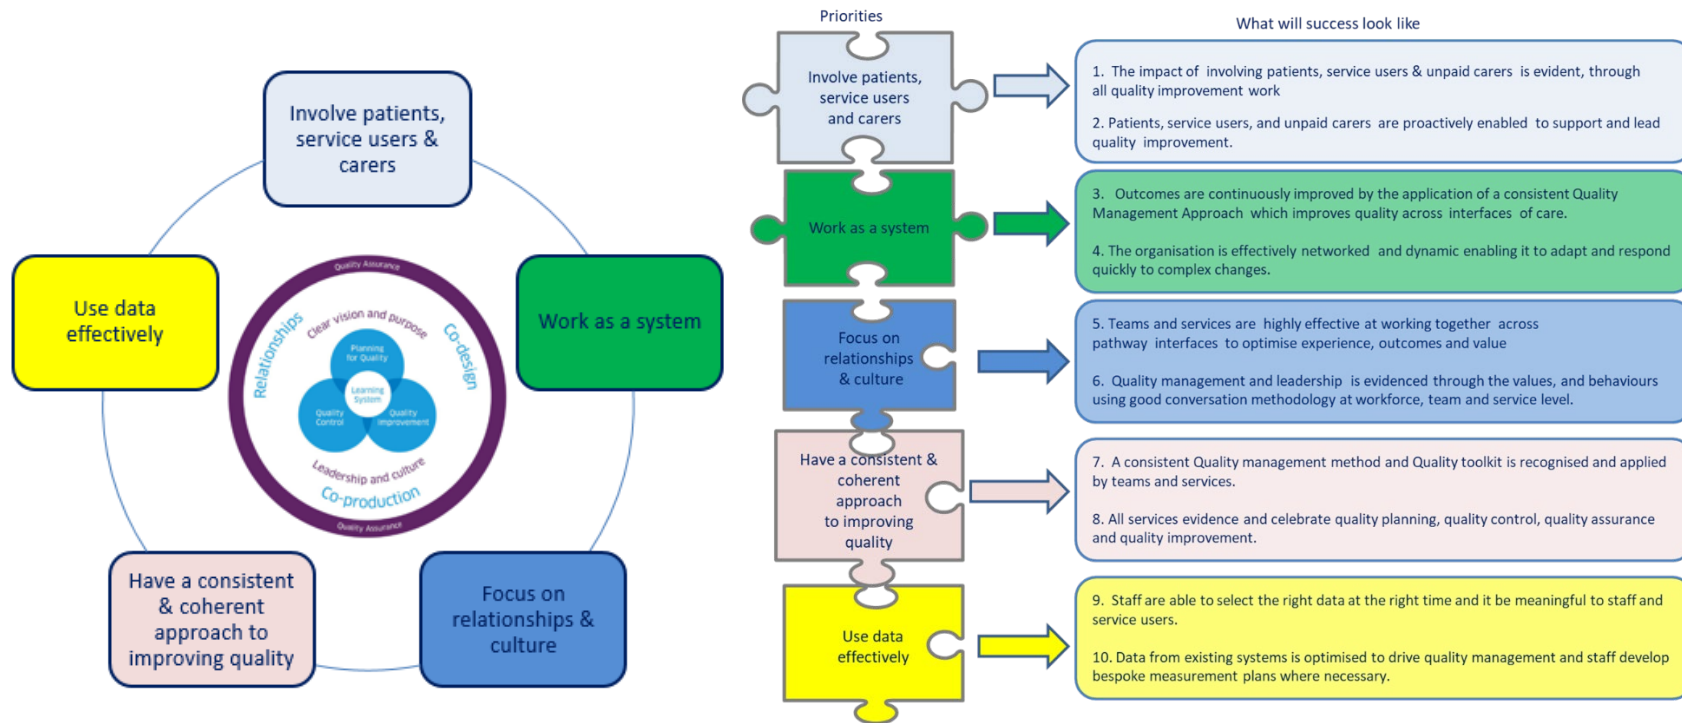 Involve patients,
service users &
carers
Use data
effectively
Work as a system
Have a consistent
& coherent
approach to
improving quality
Focus on
relationships &
culture
Quality Assurance
Clear vision and purpose
Relationships
Co-design
Planning
for Quality
Learning
System
Quality
Control
Quality
improvement
Leadership and culture
Co-production
Quality Assurance
Priorities
What will success look like
Involve patients,
service users
and carers
1. The impact of involving patients, service users & unpaid carers is evident, through
all quality improvement work
2. Patients, service users, and unpaid carers are proactively enabled to support and lead
quality improvement.
Work as a system
3. Outcomes are continuously improved by the application of a consistent Quality
Management Approach which improves quality across interfaces of care.
4. The organisation is effectively networked and dynamic enabling it to adapt and respond
quickly to complex changes.
Focus on
relationships
& culture
5. Teams and services are highly effective at working together across
pathway interfaces to optimise experience, outcomes and value
6. Quality management and leadership is evidenced through the values, and behaviours
using good conversation methodology at workforce, team and service level.
Have a consistent &
coherent
approach
to improving
quality
7. A consistent Quality management method and Quality toolkit is recognised and applied
by teams and services.
8. All services evidence and celebrate quality planning, quality control, quality assurance
and quality improvement.
Use data
effectively
9. Staff are able to select the right data at the right time and it be meaningful to staff and
service users.
10. Data from existing systems is optimised to drive quality management and staff develop
bespoke measurement plans where necessary.